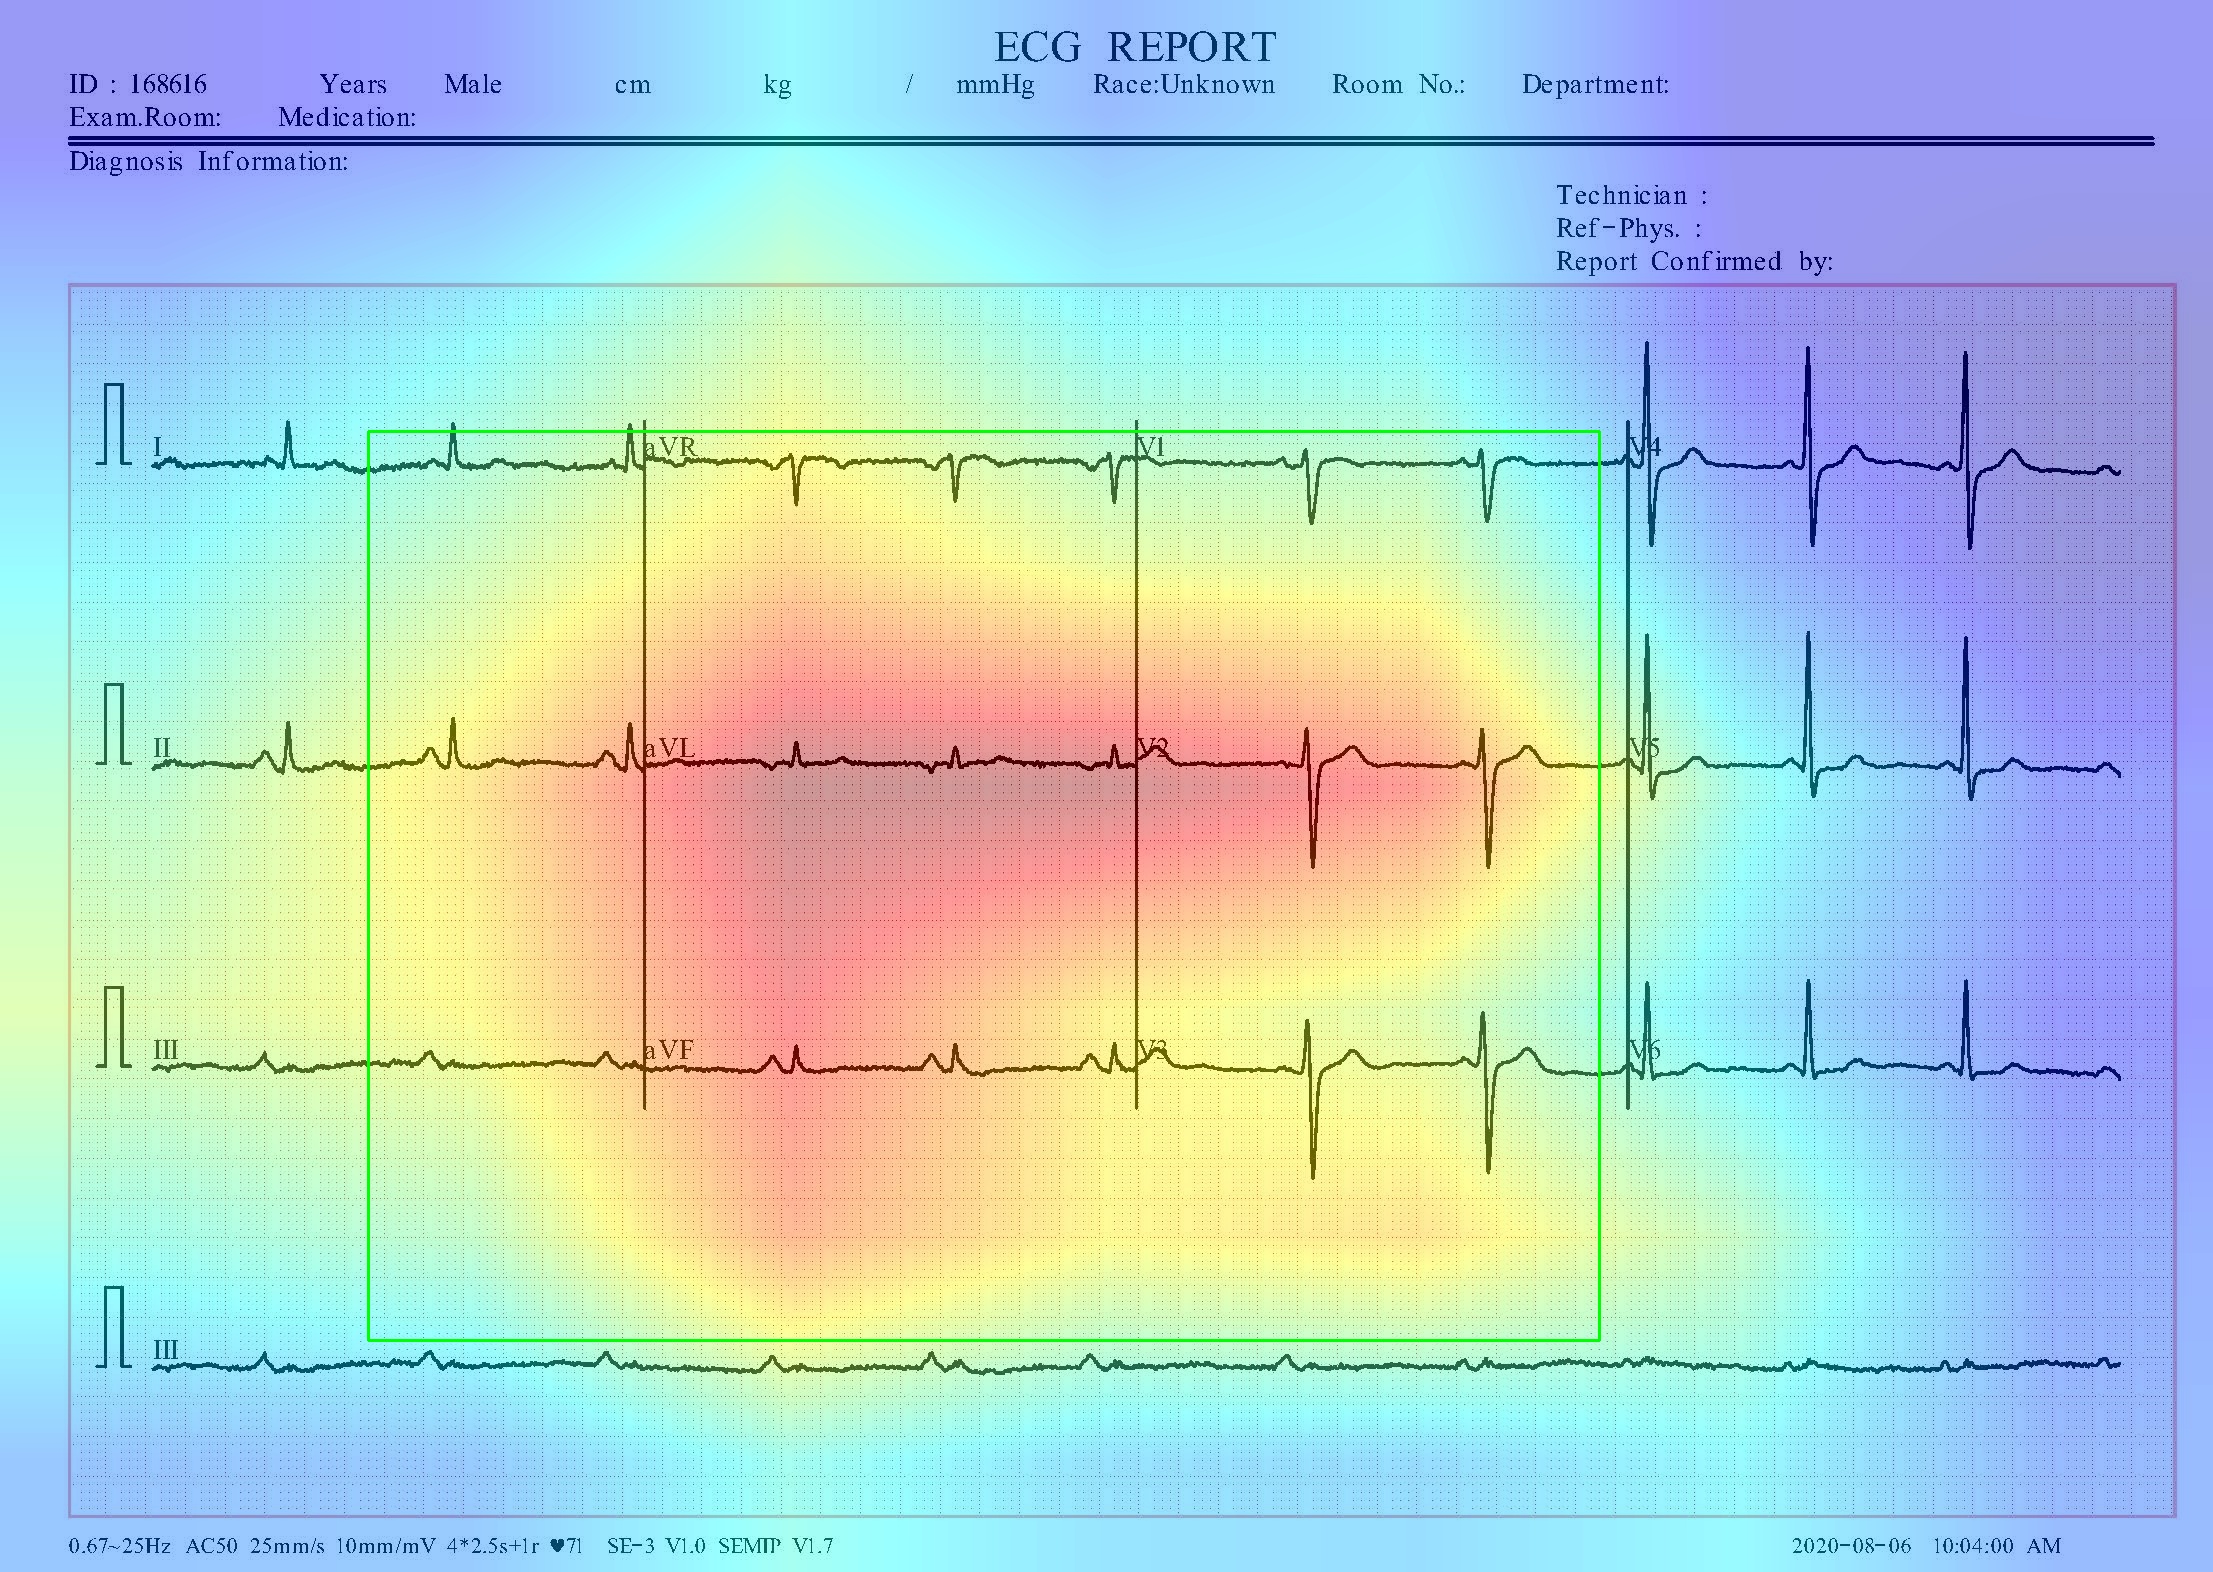 ECG REPORT
ID : 168616 Years Male cm kg / mmHg Race:Unknown Room No.: Department:
Exam.Room: Medication:
Diagnosis Information:
Technician :
Ref-Phys. :
Report Confirmed by:
I aVR V1 V4
II aVL V2 V5
III aVF V3 V6
III
0.67~25Hz AC50 25mm/s 10mm/mV 4*2.5s+1r ♥71 SE-3 V1.0 SEMIP V1.7
2020-08-06 10:04:00 AM